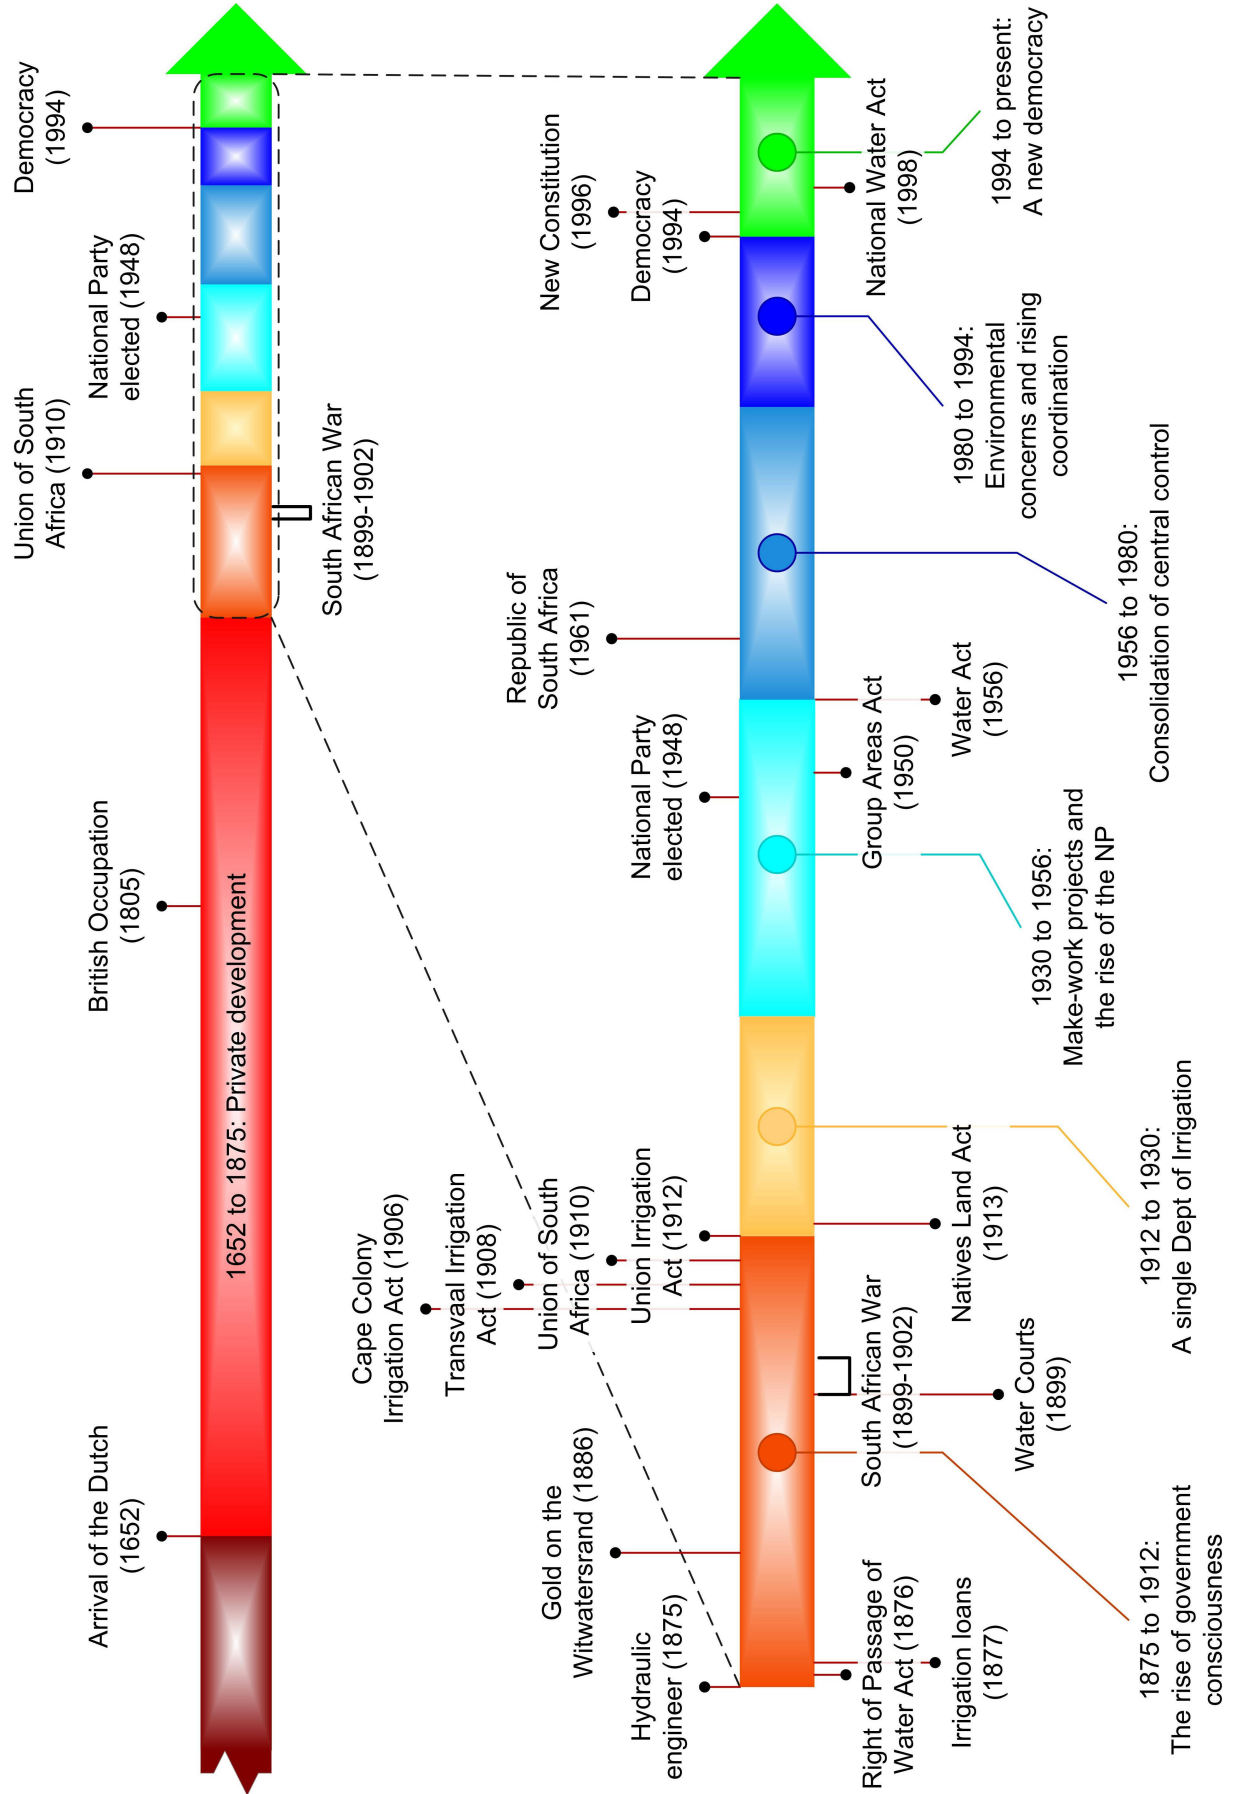 Arrival of the Dutch
(1652)
British Occupation
(1805)
Union of South
Africa (1910)
National Party
elected (1948)
Democracy
(1994)
1652 to 1875: Private development
South African War
(1899-1902)
Hydraulic
engineer (1875)
Gold on the
Witwatersrand (1886)
Cape Colony
Irrigation Act (1906)
Transvaal Irrigation
Act (1908)
Union of South
Africa (1910)
Union Irrigation
Act (1912)
National Party
elected (1948)
Republic of
South Africa
(1961)
Democracy
(1994)
New Constitution
(1996)
Right of Passage of
Water Act (1876)
Irrigation loans
(1877)
South African War
(1899-1902)
Water Courts
(1899)
Natives Land Act
(1913)
Group Areas Act
(1950)
Water Act
(1956)
National Water Act
(1998)
1875 to 1912:
The rise of government
consciousness
1912 to 1930:
A single Dept of Irrigation
1930 to 1956:
Make-work projects and
the rise of the NP
1956 to 1980:
Consolidation of central control
1980 to 1994:
Environmental
concerns and rising
coordination
1994 to present:
A new democracy